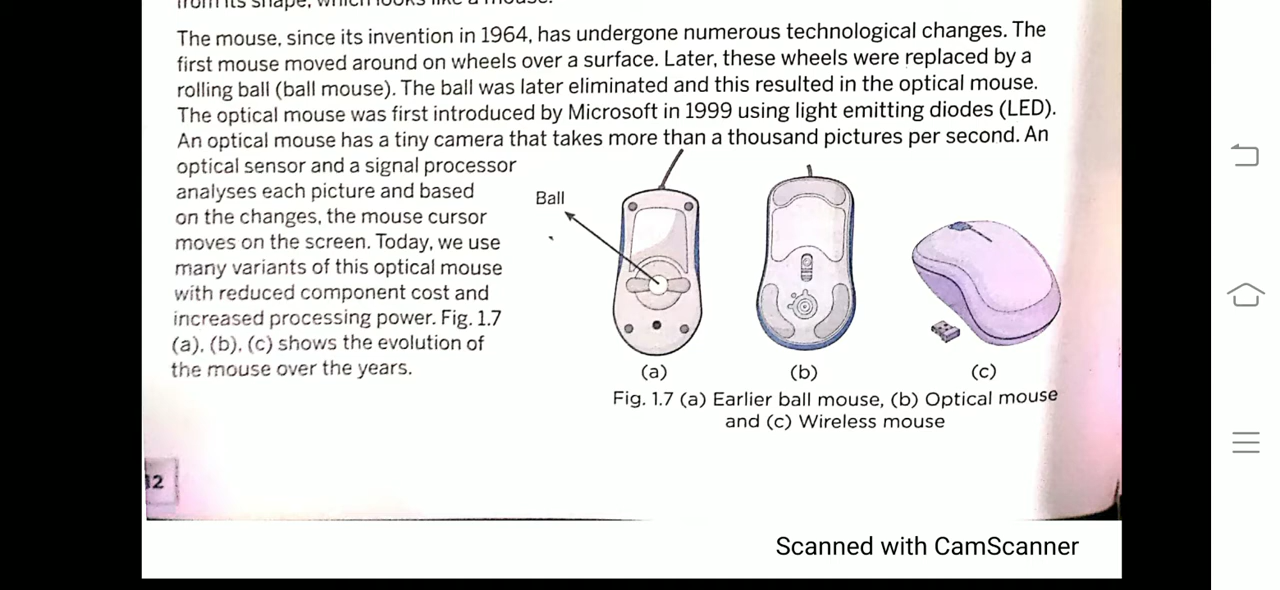 from its shape, which looks like a mouse.
The mouse, since its invention in 1964, has undergone numerous technological changes. The
first mouse moved around on wheels over a surface. Later, these wheels were replaced by a
rolling ball (ball mouse). The ball was later eliminated and this resulted in the optical mouse.
The optical mouse was first introduced by Microsoft in 1999 using light emitting diodes (LED).
An optical mouse has a tiny camera that takes more than a thousand pictures per second. An
optical sensor and a signal processor
analyses each picture and based
on the changes, the mouse cursor
moves on the screen. Today, we use
many variants of this optical mouse
with reduced component cost and
increased processing power. Fig. 1.7
(a), (b), (c) shows the evolution of
the mouse over the years.
Ball
(a)
(b)
(c)
Fig. 1.7 (a) Earlier ball mouse, (b) Optical mouse
and (c) Wireless mouse
12
Scanned with CamScanner